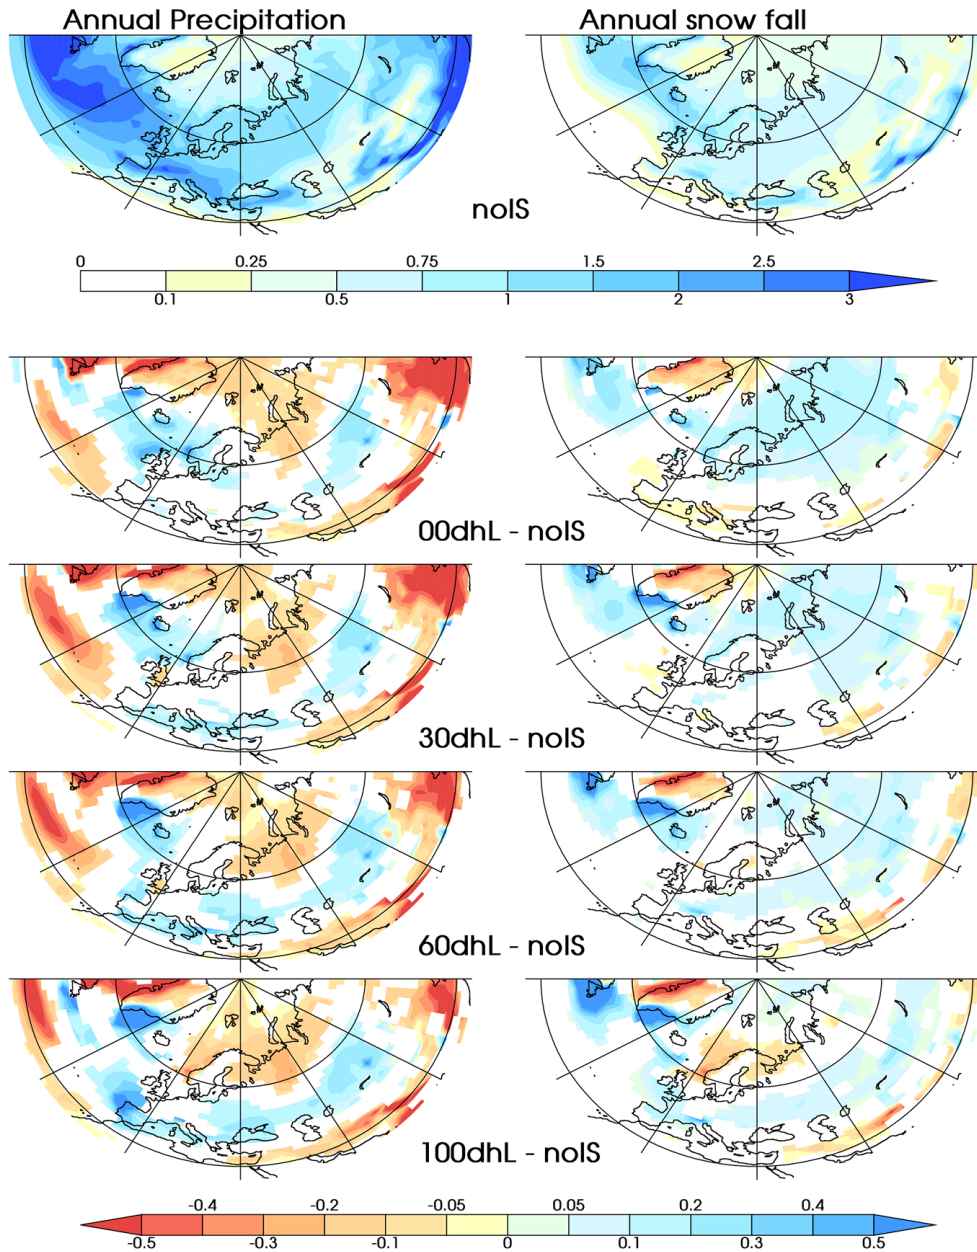 Annual Precipitation
Annual snow fall
noIS
0 0.25 0.75 1.5 2.5
0.1 0.5 1 2 3
00dhL - noIS
30dhL - noIS
60dhL - noIS
100dhL - noIS
-0.4 -0.2 -0.05 0.05 0.2 0.4
-0.5 -0.3 -0.1 0 0.1 0.3 0.5